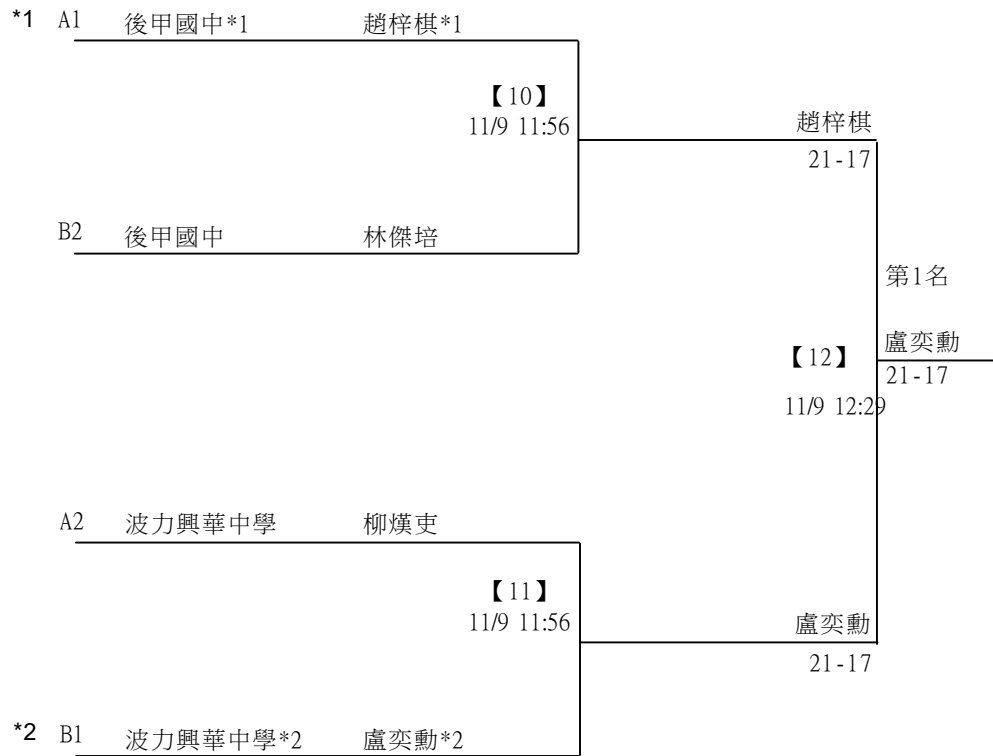 *1 A1 後甲國中*1 趙梓棋*1
【10】
11/9 11:56
趙梓棋
21-17
B2 後甲國中 林傑培
第1名
盧奕勳
【12】
21-17
11/9 12:29
A2 波力興華中學 柳熯吏
【11】
11/9 11:56
盧奕勳
21-17
*2 B1 波力興華中學*2 盧奕勳*2